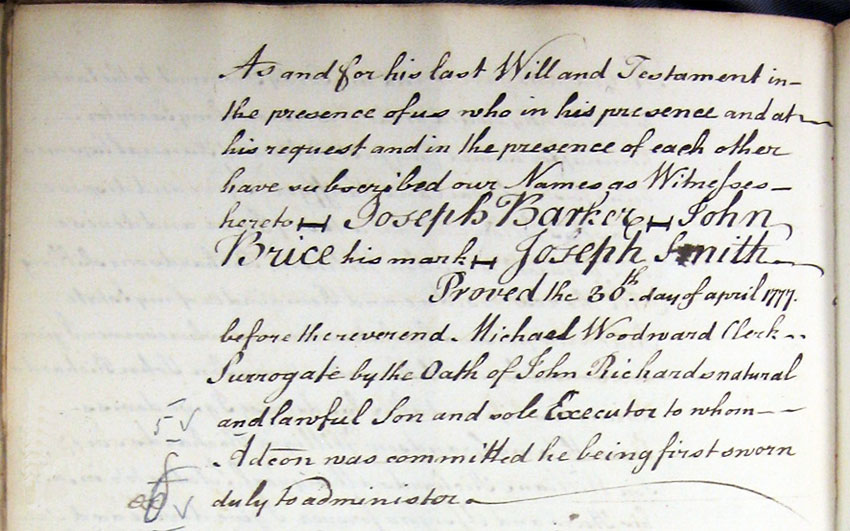 As and for his last Will and Testament in
the presence of us who in his presence and at
his request and in the presence of each other
have subscribed our Names as Witnesses
hereto Joseph Barker John
Brice his mark Joseph Smith
Proved the 30th. day of april 1777.
before the reverend Michael Woodward Clerk
Surrogate by the Oath of John Richards natural
and lawful Son and sole Executor to whom
Adcōn was committed he being first sworn
duly to administer